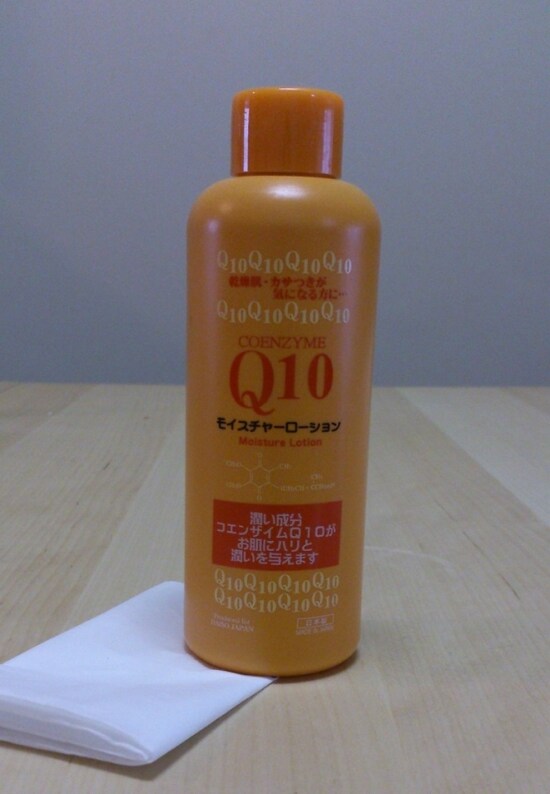 Q10Q10Q10Q10
乾燥肌・カサつきが
気になる方に…
Q10Q10Q10Q10
COENZYME
Q10
モイスチャーローション
Moisture Lotion
潤い成分
コエンザイムQ10が
お肌にハリと
潤いを与えます
Q10Q10Q10Q10
Q10Q10Q10Q10
日本製